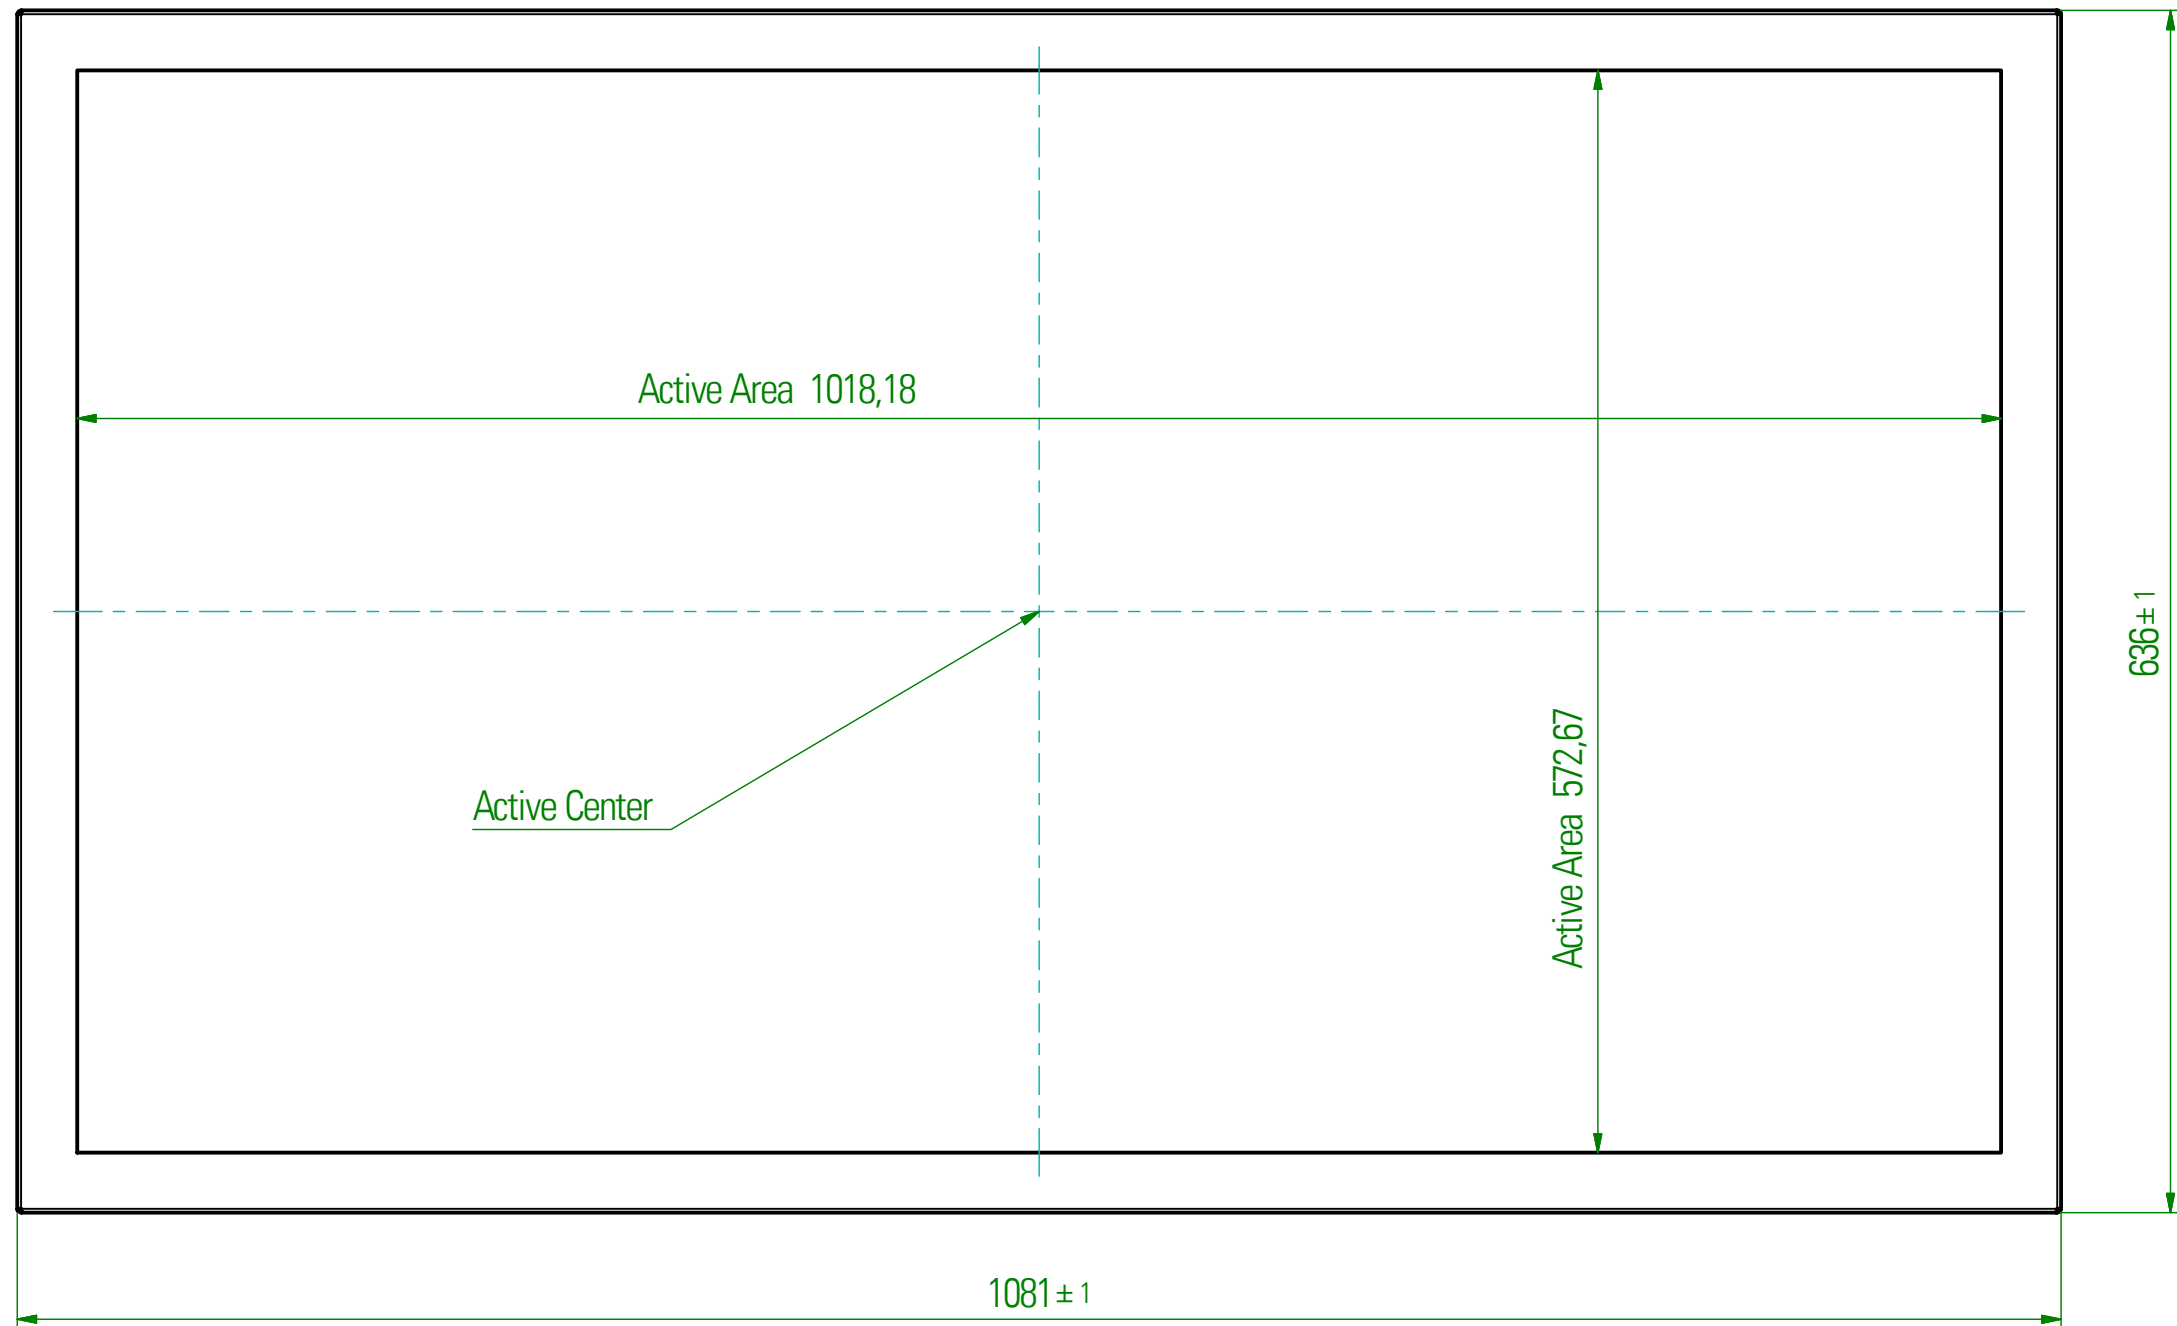 Active Area 1018,18
636± 1
Active Area 572,67
Active Center
1081± 1